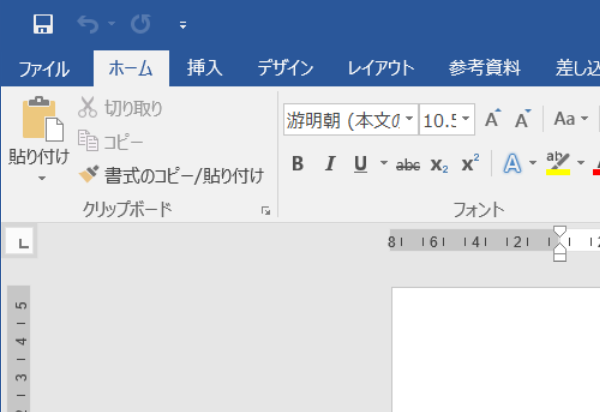 ファイル ホーム 挿入 デザイン レイアウト 参考資料 差し込
貼り付け
切り取り
コピー
書式のコピー/貼り付け
クリップボード
游明朝 (本文の 10.5 A A Aa
B I U abc x₂ x² A ab
フォント
L 8 6 4 2 2
5
4
3
2